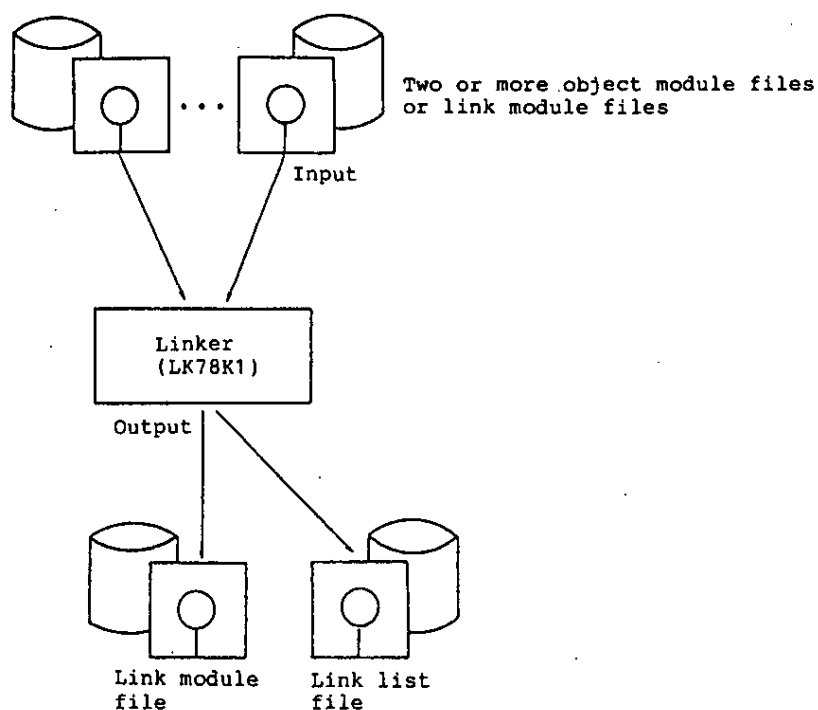 Two or more object module files
or link module files
Input
Linker
(LK78K1)
Output
Link module
file
Link list
file